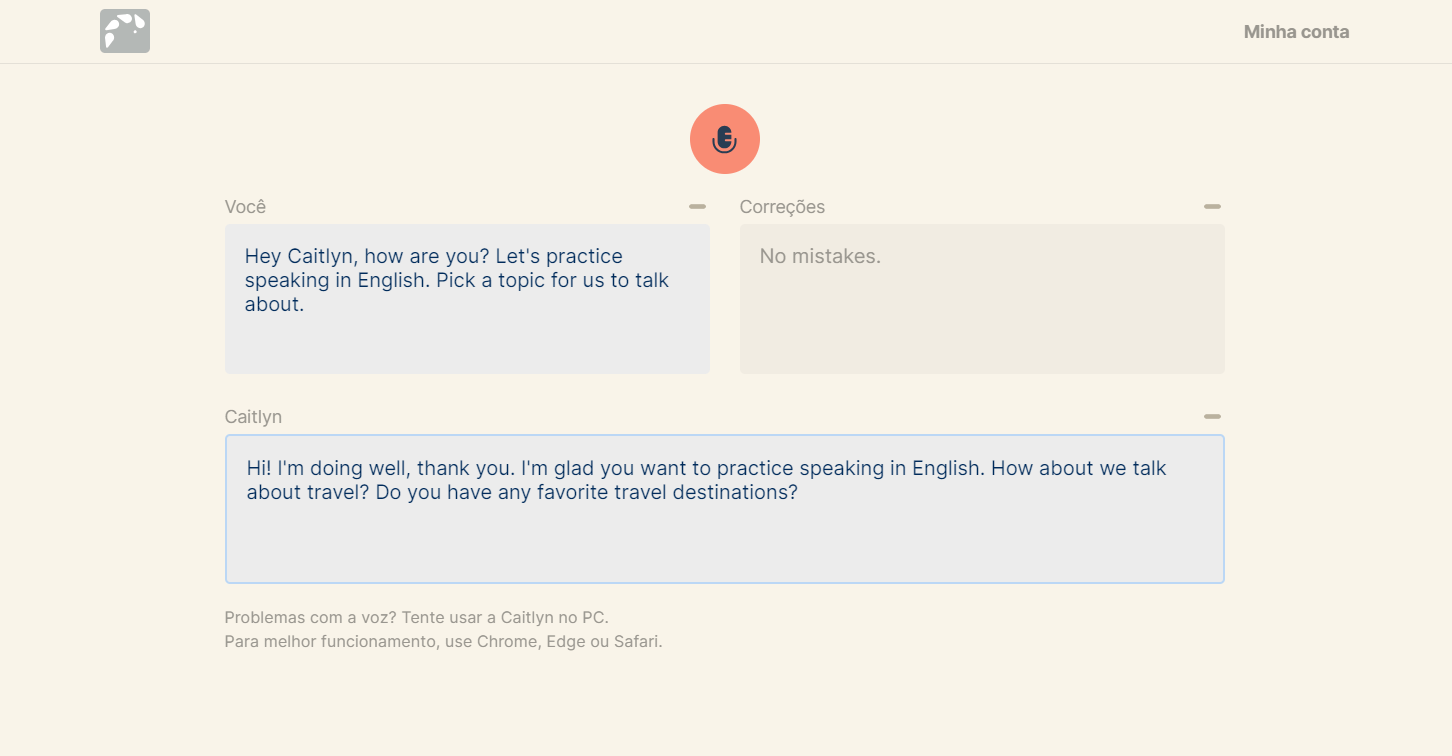 Minha conta
Você
Correções
Hey Caitlyn, how are you? Let's practice
speaking in English. Pick a topic for us to talk
about.
No mistakes.
Caitlyn
Hi! I'm doing well, thank you. I'm glad you want to practice speaking in English. How about we talk
about travel? Do you have any favorite travel destinations?
Problemas com a voz? Tente usar a Caitlyn no PC.
Para melhor funcionamento, use Chrome, Edge ou Safari.